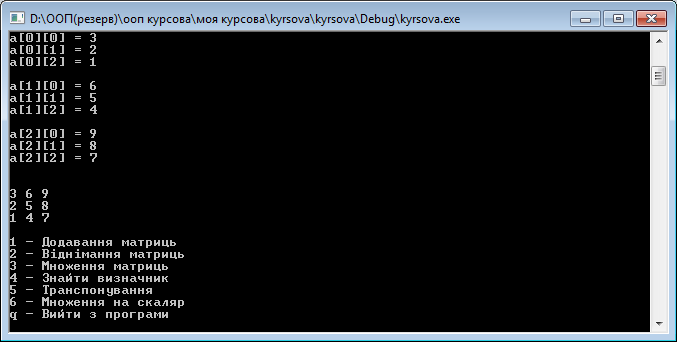 D:\ООП(резерв)\ооп курсова\моя курсова\kyrsova\kyrsova\Debug\kyrsova.exe
a[0][0] = 3
a[0][1] = 2
a[0][2] = 1
a[1][0] = 6
a[1][1] = 5
a[1][2] = 4
a[2][0] = 9
a[2][1] = 8
a[2][2] = 7
3 6 9
2 5 8
1 4 7
1 - Додавання матриць
2 - Віднімання матриць
3 - Множення матриць
4 - Знайти визначник
5 - Транспонування
6 - Множення на скаляр
q - Вийти з програми